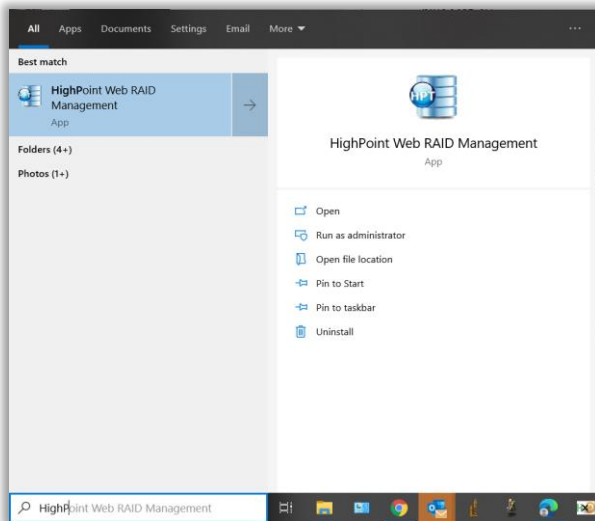 All Apps Documents Settings Email More
Best match
HighPoint Web RAID
Management
App
Folders (4+)
Photos (1+)
HPT
HighPoint Web RAID Management
App
Open
Run as administrator
Open file location
Pin to Start
Pin to taskbar
Uninstall
HighPoint Web RAID Management